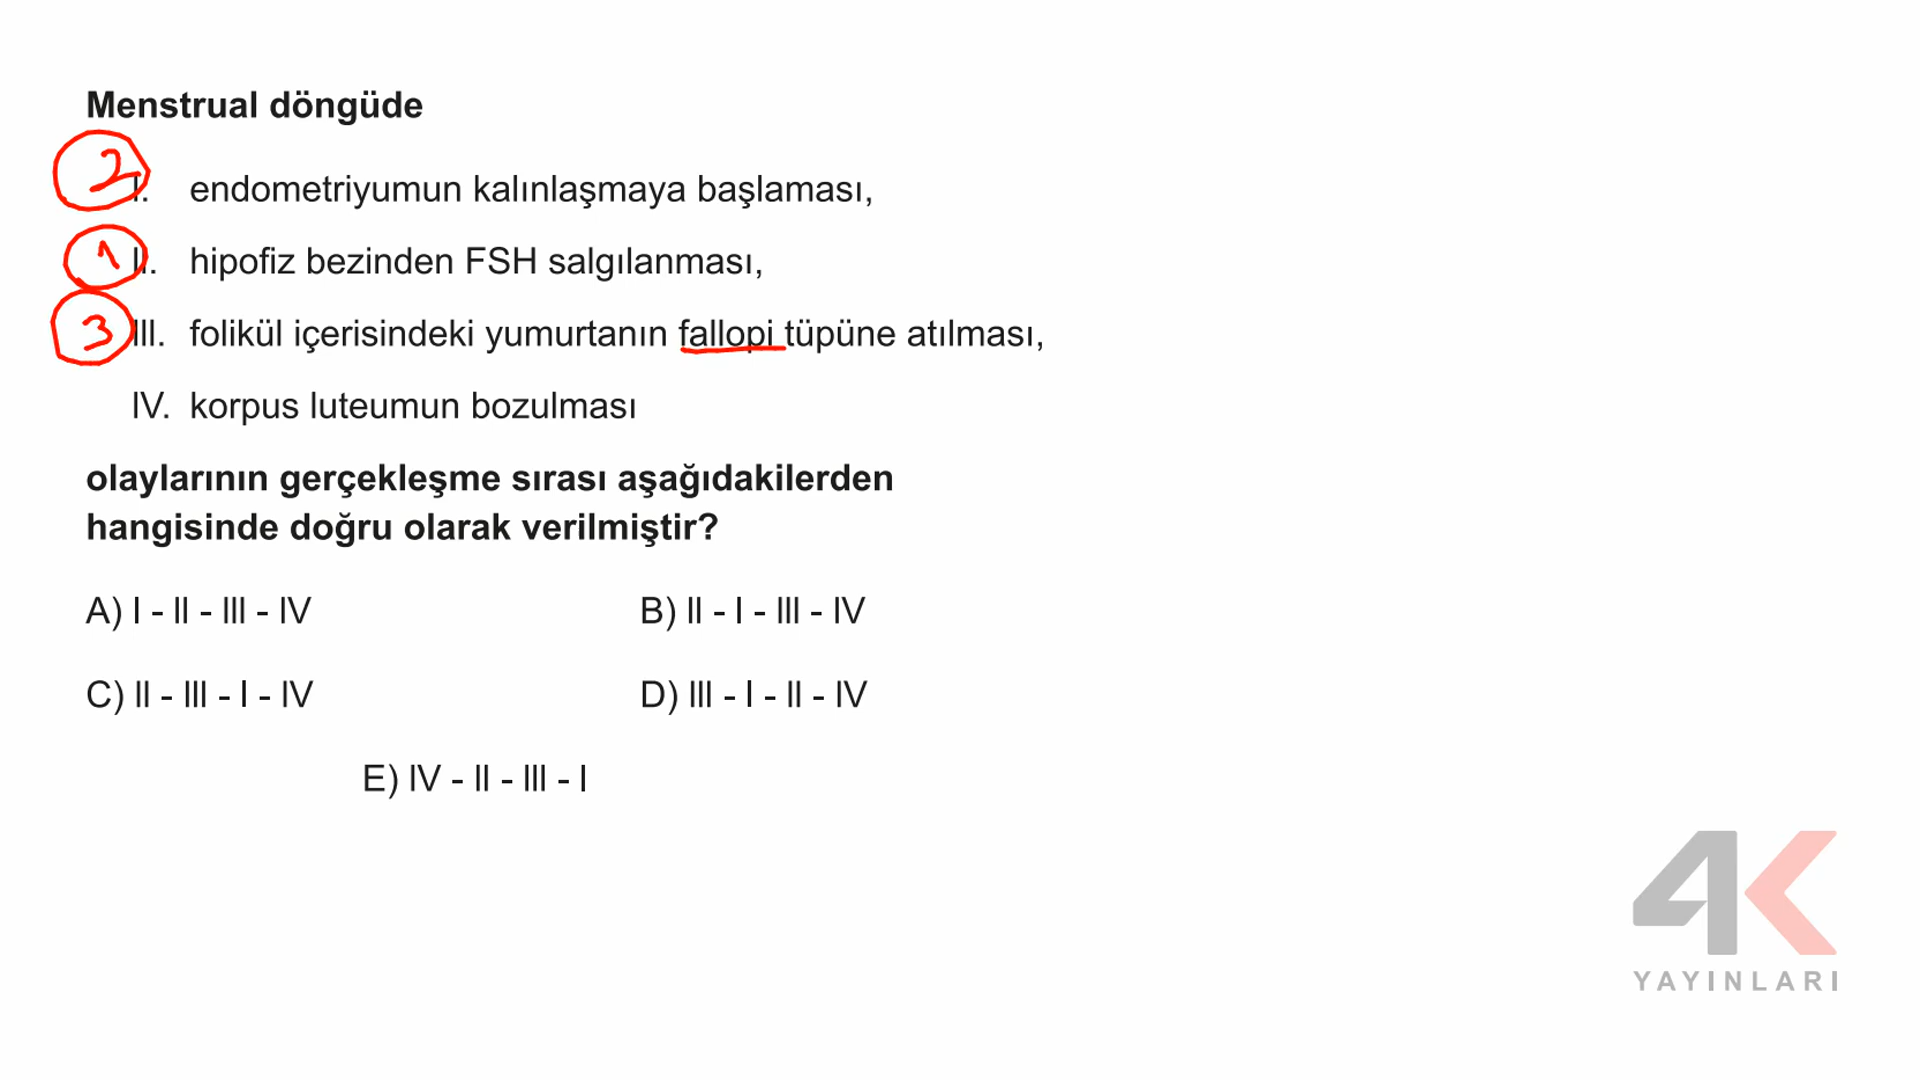 Menstrual döngüde
2 I. endometriyumun kalınlaşmaya başlaması,
1 II. hipofiz bezinden FSH salgılanması,
3 III. folikül içerisindeki yumurtanın fallopi tüpüne atılması,
IV. korpus luteumun bozulması
olaylarının gerçekleşme sırası aşağıdakilerden
hangisinde doğru olarak verilmiştir?
A) I - II - III - IV B) II - I - III - IV
C) II - III - I - IV D) III - I - II - IV
E) IV - II - III - I
4K
YAYINLARI